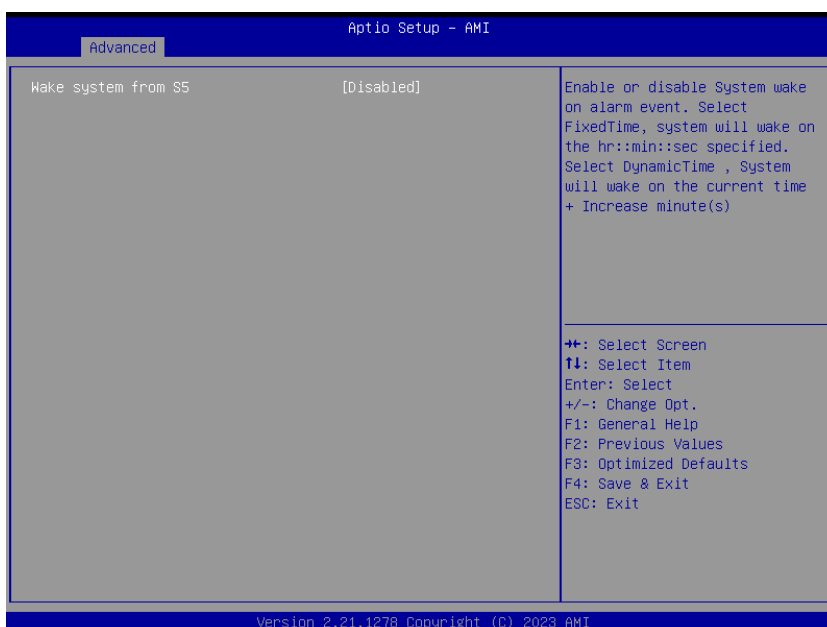 Aptio Setup – AMI
Advanced
Wake system from S5 [Disabled]
Enable or disable System wake
on alarm event. Select
FixedTime, system will wake on
the hr::min::sec specified.
Select DynamicTime , System
will wake on the current time
+ Increase minute(s)
→←: Select Screen
↑↓: Select Item
Enter: Select
+/-: Change Opt.
F1: General Help
F2: Previous Values
F3: Optimized Defaults
F4: Save & Exit
ESC: Exit
Version 2.21.1278 Copyright (C) 2023 AMI